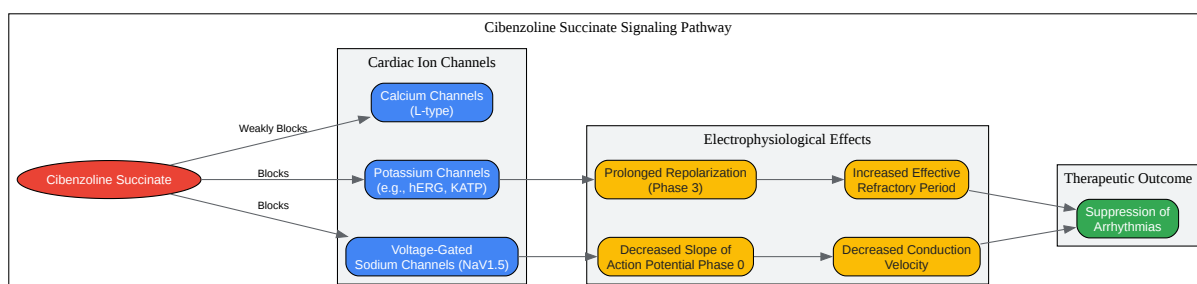 Cibenzoline Succinate Signaling Pathway
Cardiac Ion Channels
Calcium Channels
(L-type)
Weakly Blocks
Electrophysiological Effects
Cibenzoline Succinate
Blocks
Potassium Channels
(e.g., hERG, KATP)
Prolonged Repolarization
(Phase 3)
Increased Effective
Refractory Period
Therapeutic Outcome
Suppression of
Arrhythmias
Blocks
Voltage-Gated
Sodium Channels (NaV1.5)
Decreased Slope of
Action Potential Phase 0
Decreased Conduction
Velocity